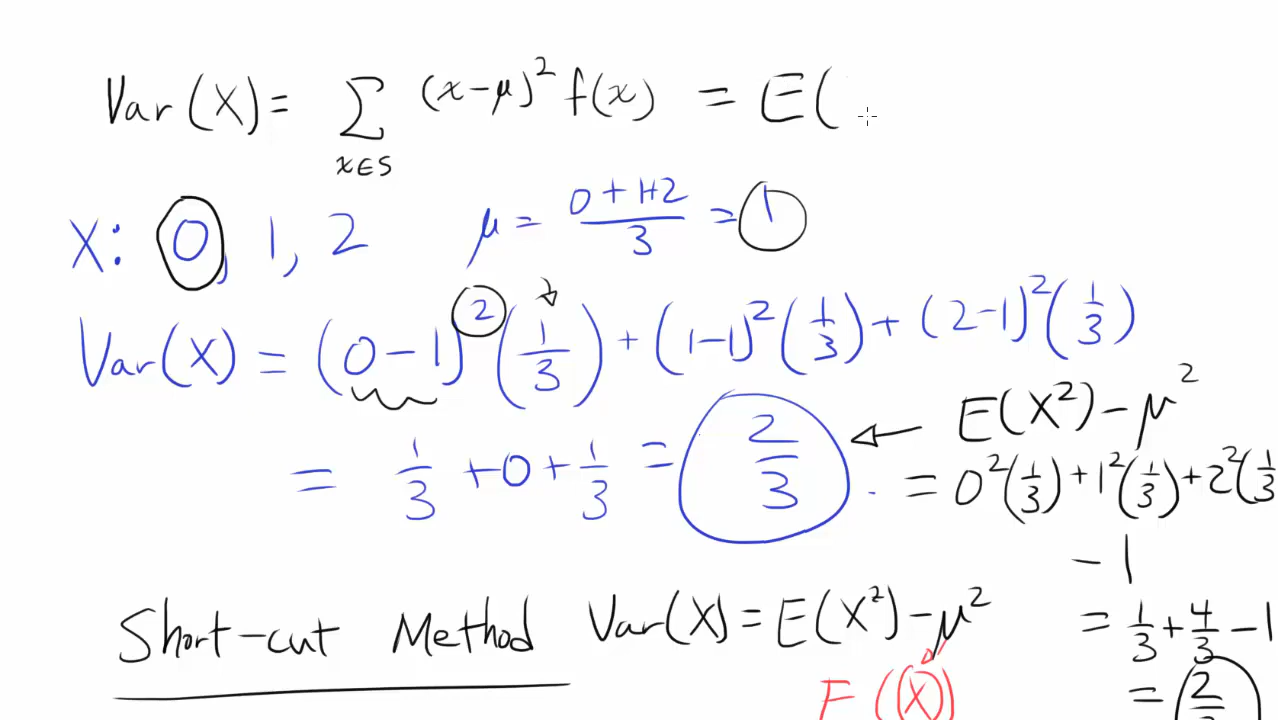 Var(X) = ∑ (x-μ)² f(x) = E(
x∈S
X: 0, 1, 2   μ = 0+1+2/3 = 1
Var(X) = (0-1)² (1/3) + (1-1)² (1/3) + (2-1)² (1/3)
= 1/3 + 0 + 1/3 = 2/3 ← E(X²) - μ²
= 0² (1/3) + 1² (1/3) + 2² (1/3
- 1
Short-cut Method   Var(X) = E(X²) - μ²
= 1/3 + 4/3 - 1
E(X)
= 2/3